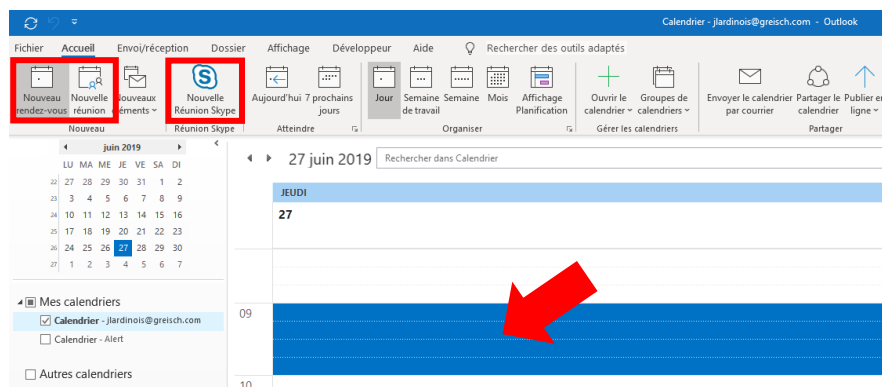 Calendrier - jlardinois@greisch.com - Outlook
Fichier Accueil Envoi/réception Dossier Affichage Développeur Aide Rechercher des outils adaptés
Nouveau Nouvelle Nouveaux Nouvelle Aujourd'hui 7 prochains Jour Semaine Semaine Mois Affichage Ouvrir le Groupes de Envoyer le calendrier Partager le Publier en
rendez-vous réunion éléments Réunion Skype jours de travail Planification calendrier calendriers par courrier calendrier ligne
Nouveau Réunion Skype Atteindre Organiser Gérer les calendriers Partager
juin 2019
27 juin 2019 Rechercher dans Calendrier
LU MA ME JE VE SA DI
22 27 28 29 30 31 1 2
23 3 4 5 6 7 8 9
24 10 11 12 13 14 15 16
25 17 18 19 20 21 22 23
26 24 25 26 27 28 29 30
27 1 2 3 4 5 6 7
JEUDI
27
Mes calendriers
Calendrier - jlardinois@greisch.com
Calendrier - Alert
Autres calendriers
09
10